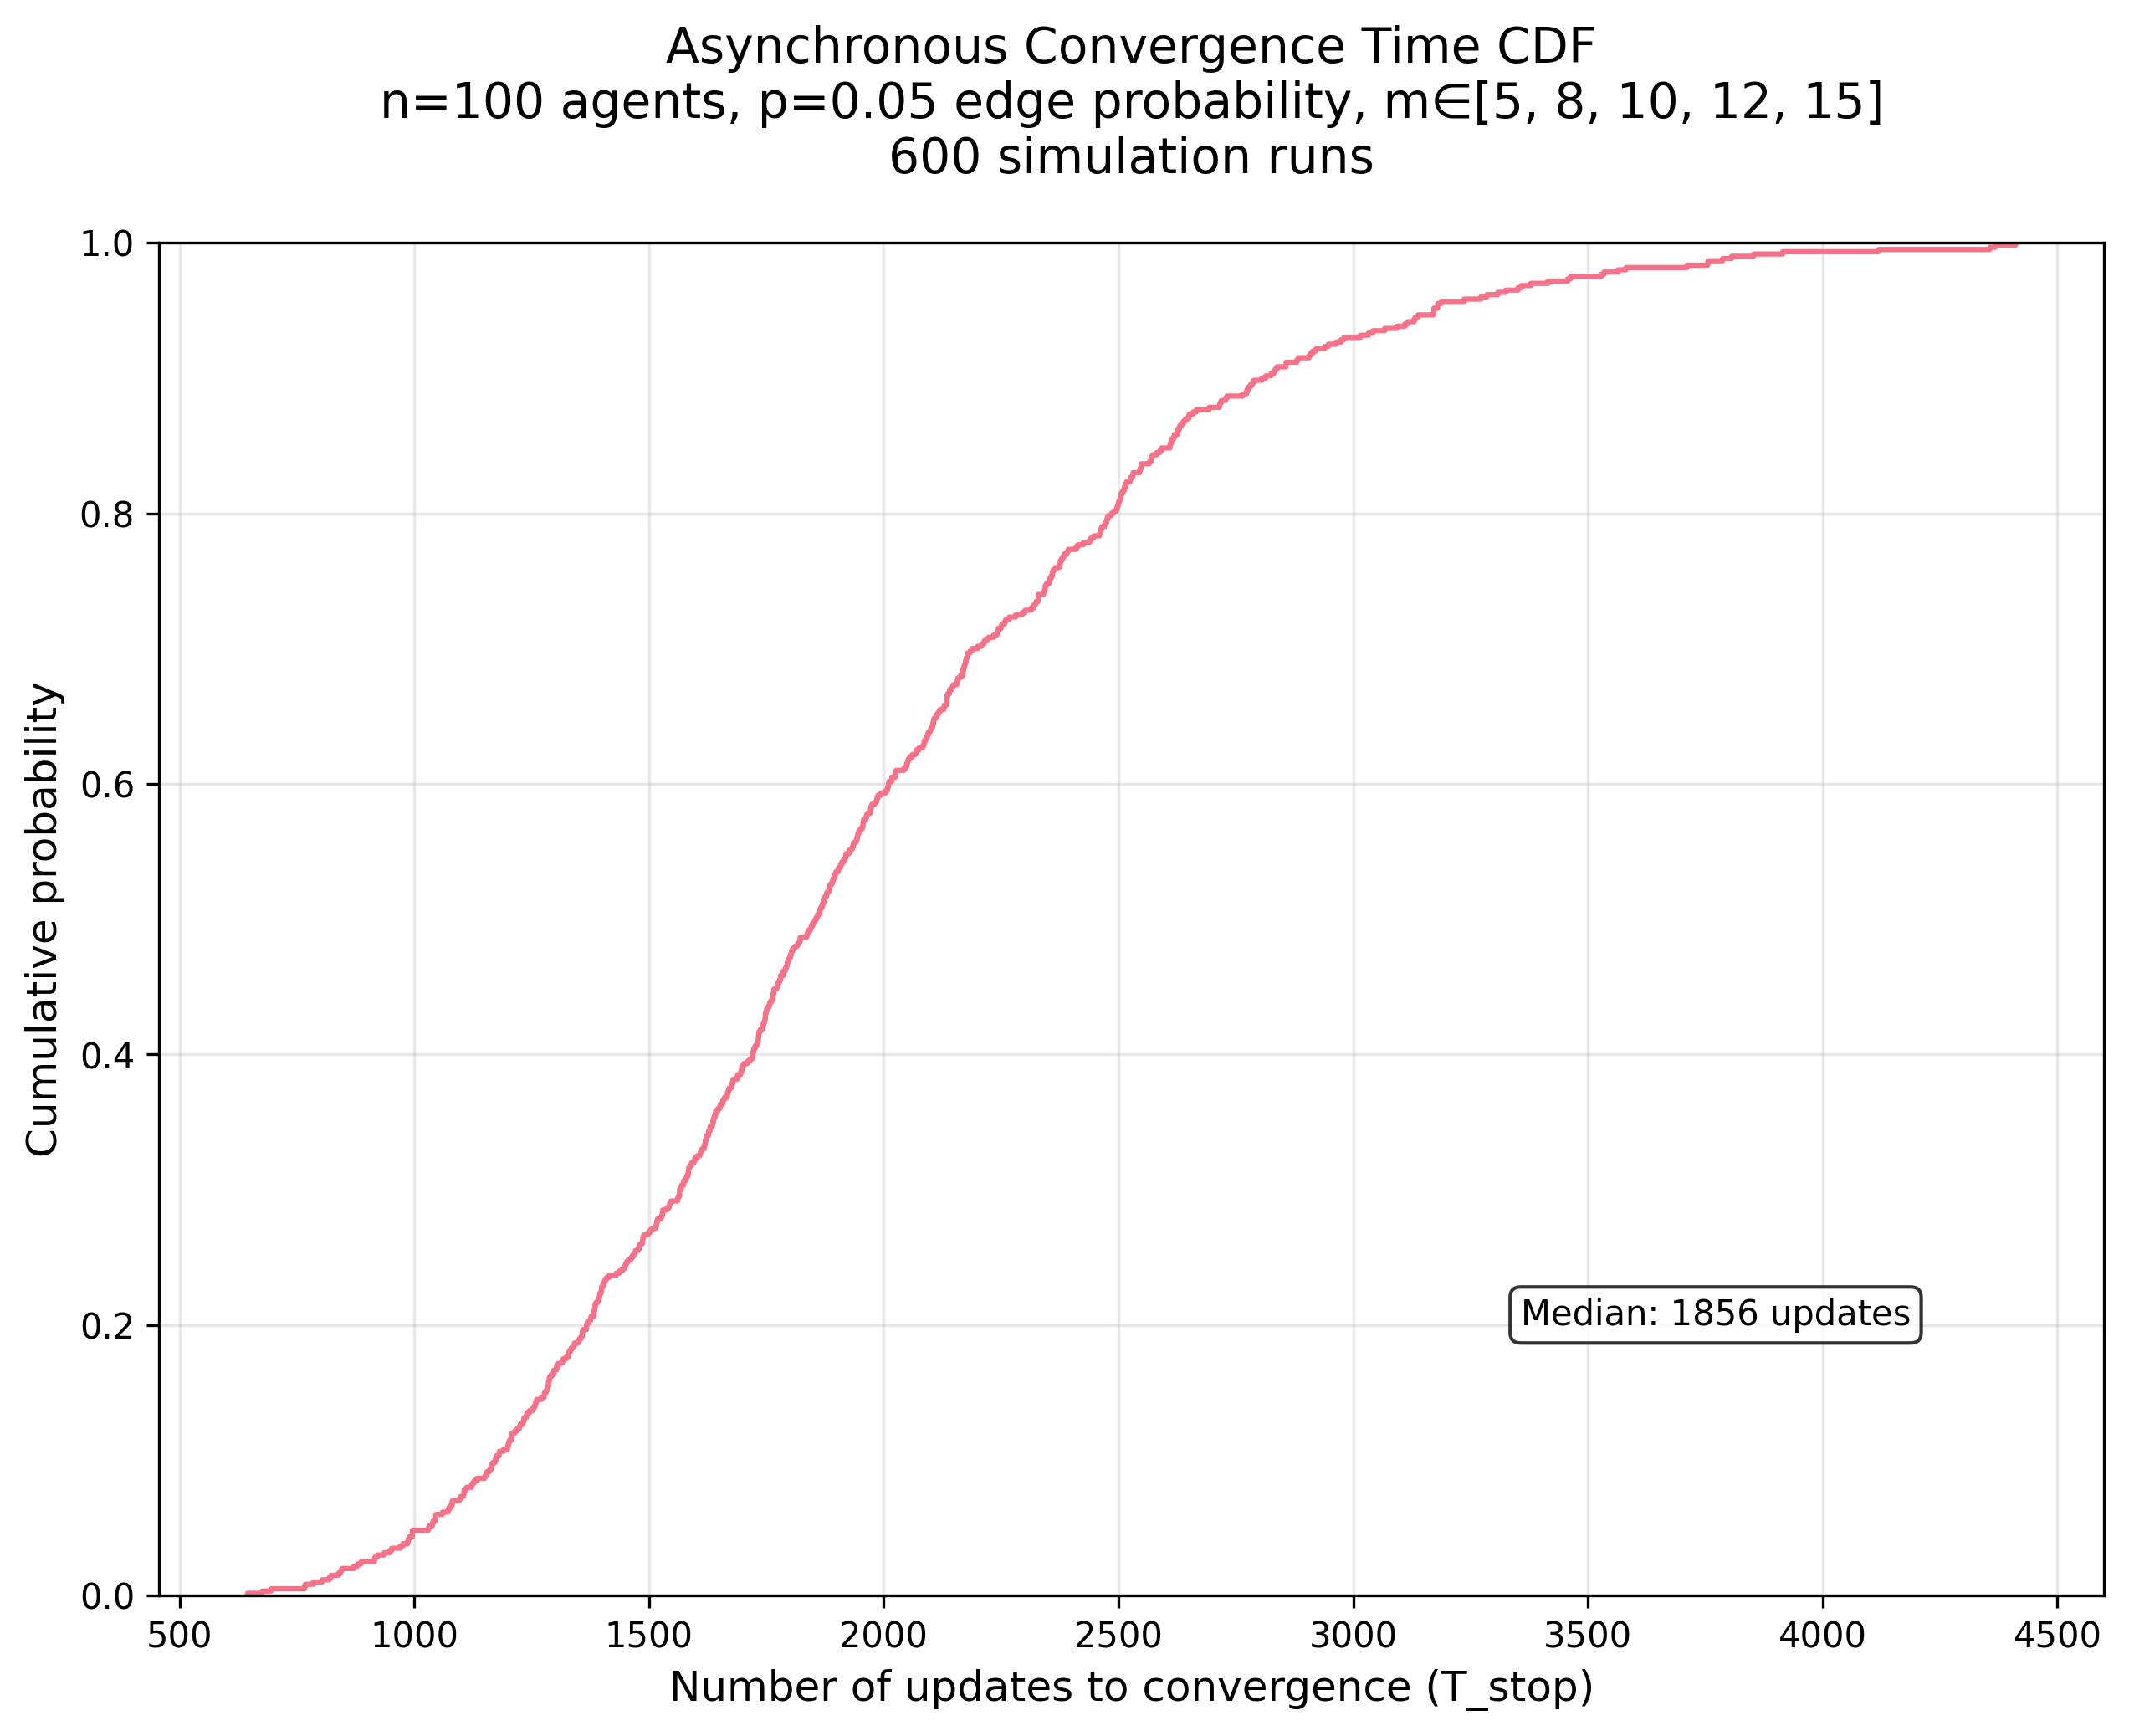 Asynchronous Convergence Time CDF
n=100 agents, p=0.05 edge probability, m∈[5, 8, 10, 12, 15]
600 simulation runs
Cumulative probability
1.0
0.8
0.6
0.4
0.2
0.0
Median: 1856 updates
500 1000 1500 2000 2500 3000 3500 4000 4500
Number of updates to convergence (T_stop)